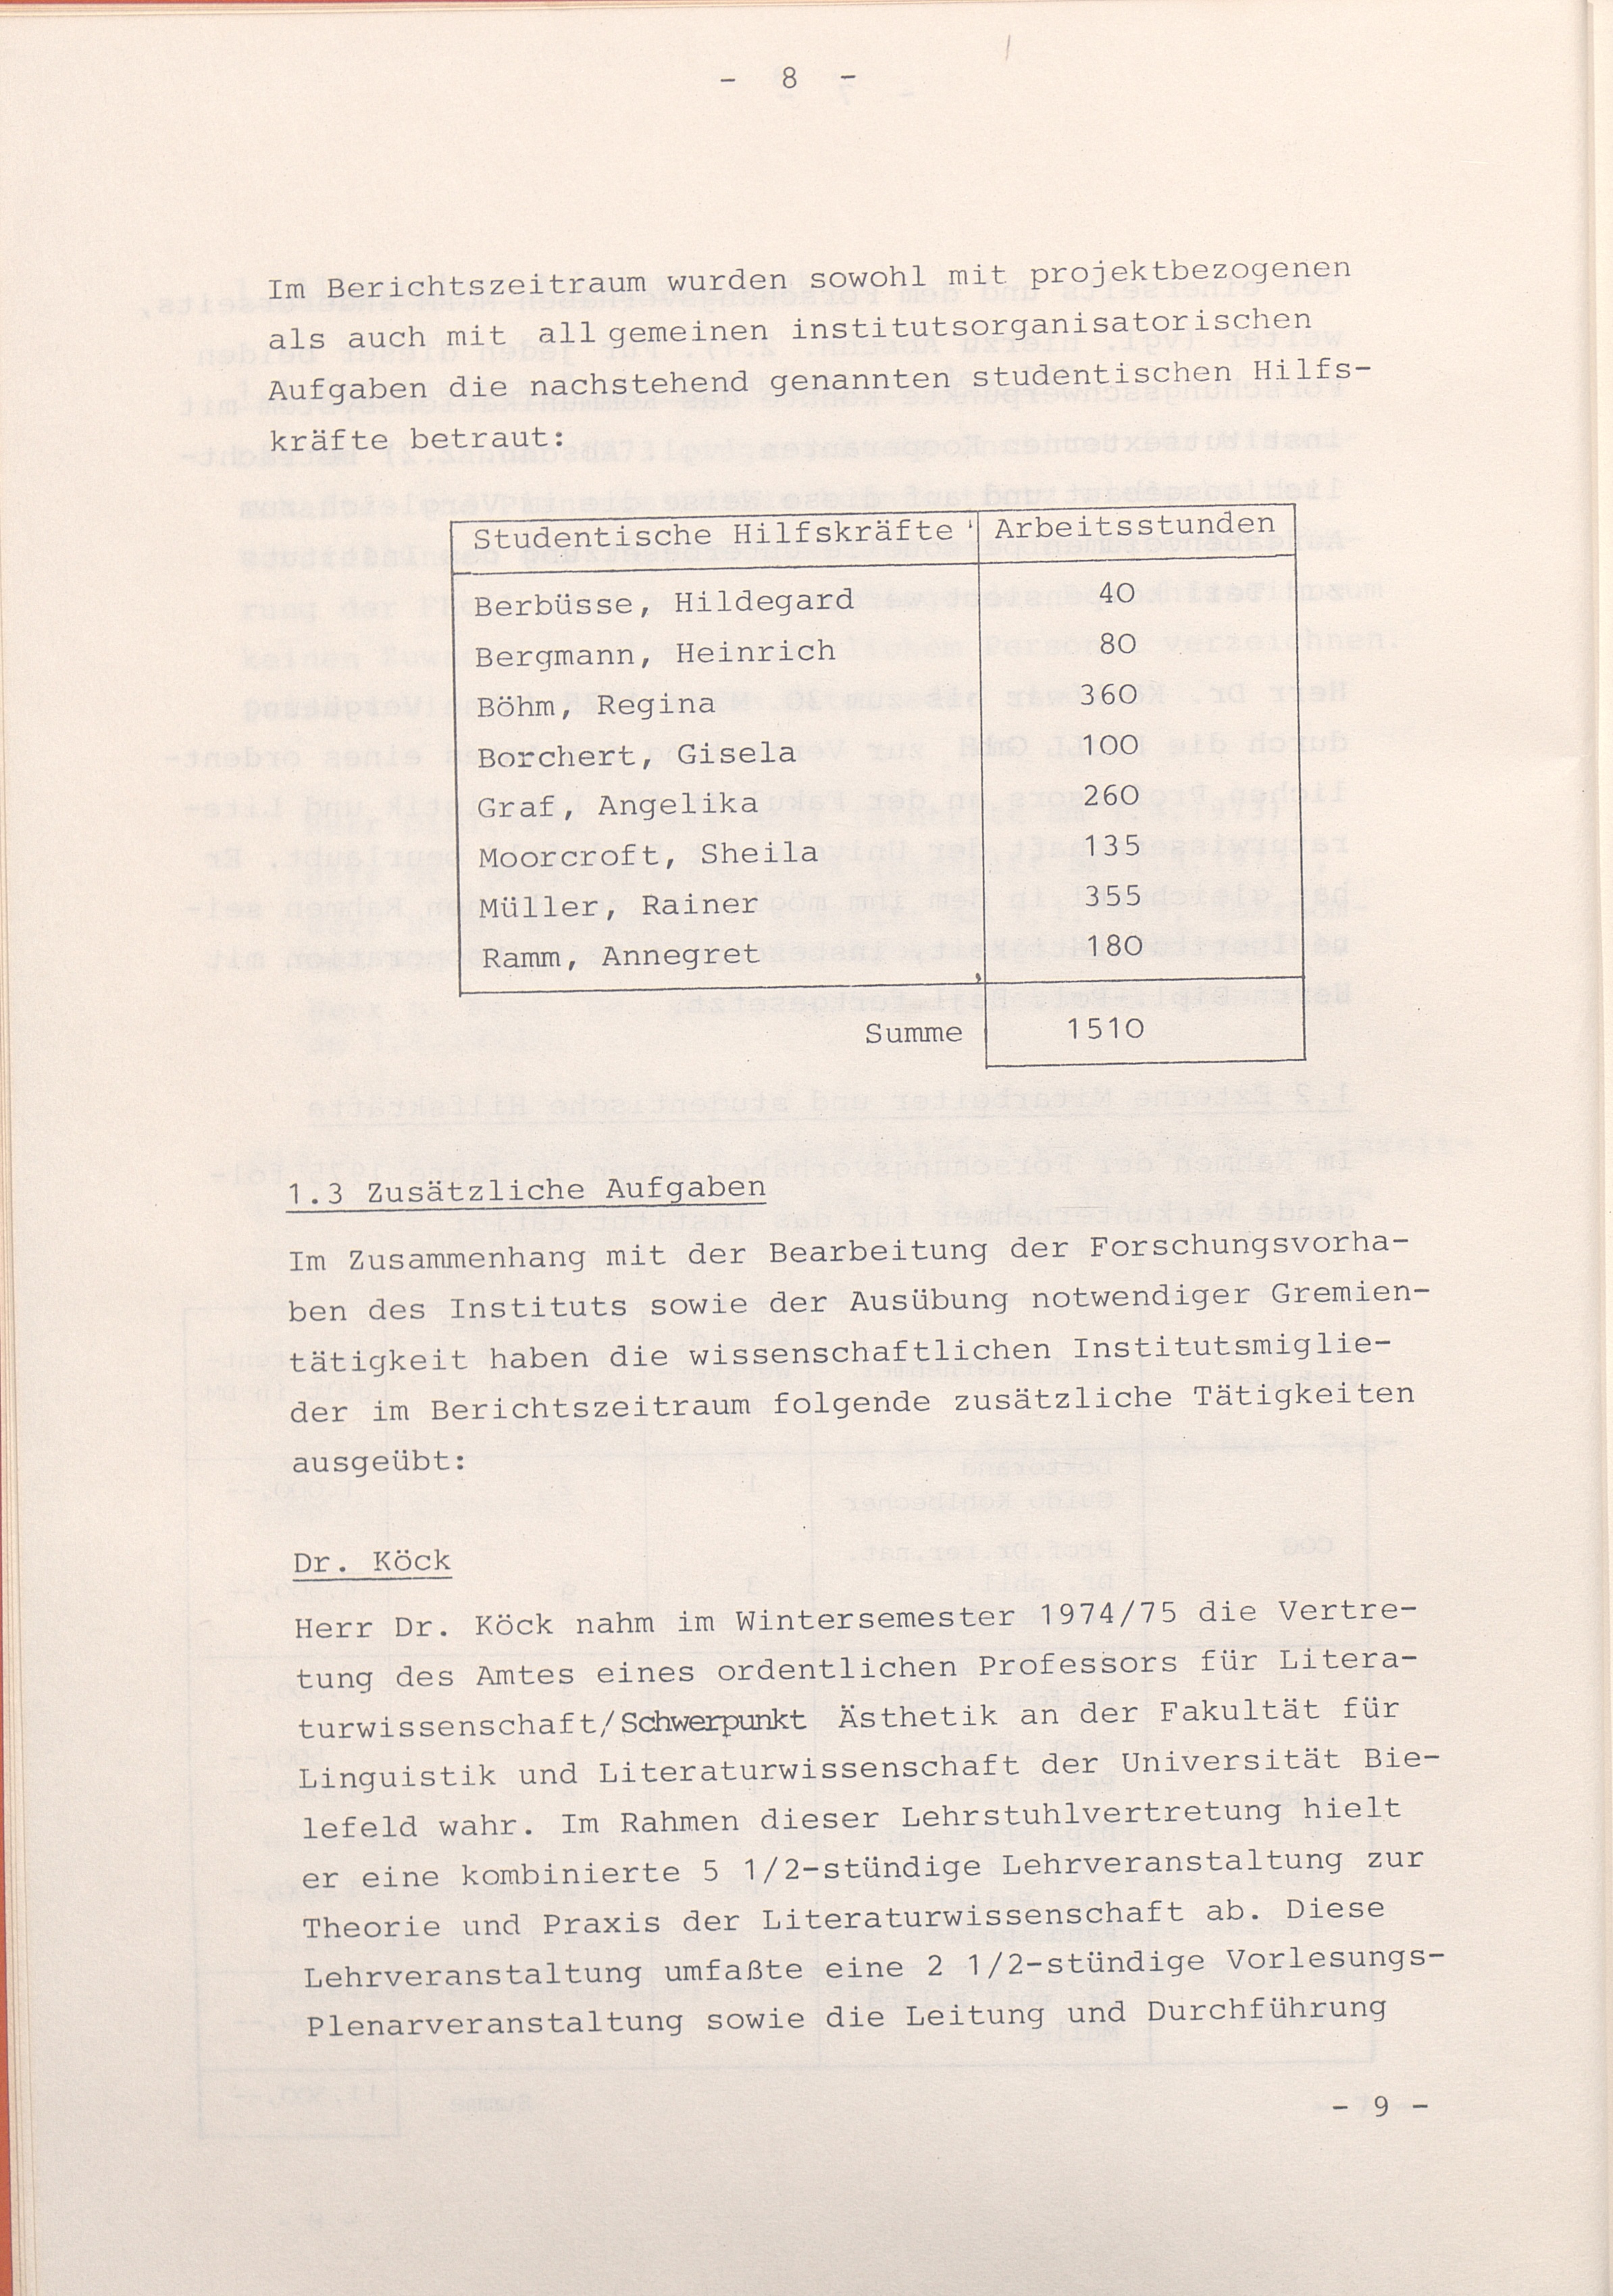 - 8 -
Im Berichtszeitraum wurden sowohl mit projektbezogenen
als auch mit allgemeinen institutsorganisatorischen
Aufgaben die nachstehend genannten studentischen Hilfs-
kräfte betraut:
Studentische Hilfskräfte Arbeitsstunden
Berbüsse, Hildegard 40
Bergmann, Heinrich 80
Böhm, Regina 360
Borchert, Gisela 100
Graf, Angelika 260
Moorcroft, Sheila 135
Müller, Rainer 355
Ramm, Annegret 180
Summe 1510
1.3 Zusätzliche Aufgaben
Im Zusammenhang mit der Bearbeitung der Forschungsvorha-
ben des Instituts sowie der Ausübung notwendiger Gremien-
tätigkeit haben die wissenschaftlichen Institutsmiglie-
der im Berichtszeitraum folgende zusätzliche Tätigkeiten
ausgeübt:
Dr. Köck
Herr Dr. Köck nahm im Wintersemester 1974/75 die Vertre-
tung des Amtes eines ordentlichen Professors für Litera-
turwissenschaft/Schwerpunkt Ästhetik an der Fakultät für
Linguistik und Literaturwissenschaft der Universität Bie-
lefeld wahr. Im Rahmen dieser Lehrstuhlvertretung hielt
er eine kombinierte 5 1/2-stündige Lehrveranstaltung zur
Theorie und Praxis der Literaturwissenschaft ab. Diese
Lehrveranstaltung umfaßte eine 2 1/2-stündige Vorlesungs-
Plenarveranstaltung sowie die Leitung und Durchführung
- 9 -